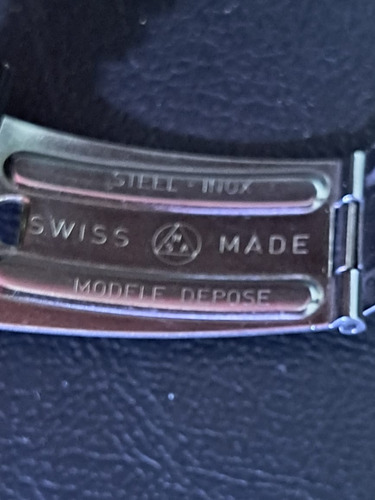 STEEL - INOX
SWISS MADE
MODELE DEPOSE